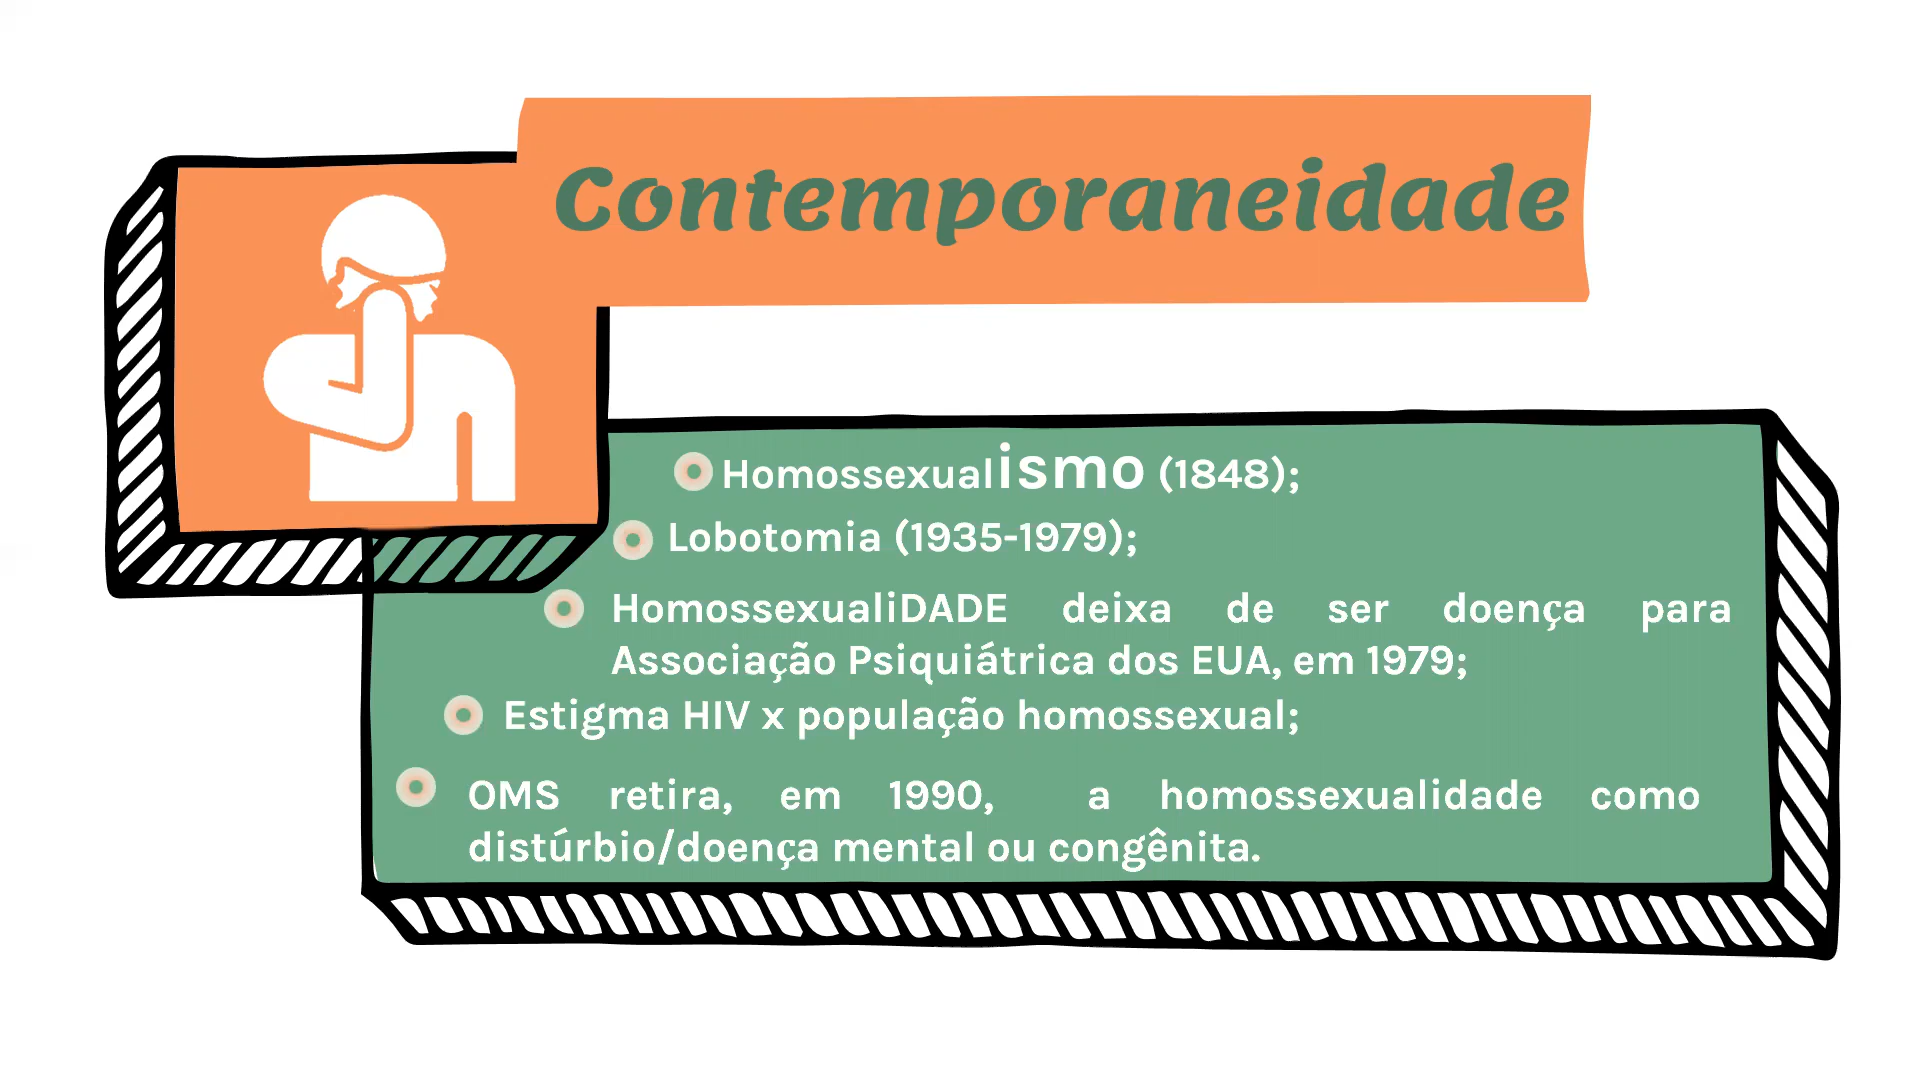 Contemporaneidade
Homossexualismo (1848);
Lobotomia (1935-1979);
HomossexualiDADE deixa de ser doença para
Associação Psiquiátrica dos EUA, em 1979;
Estigma HIV x população homossexual;
OMS retira, em 1990, a homossexualidade como
distúrbio/doença mental ou congênita.